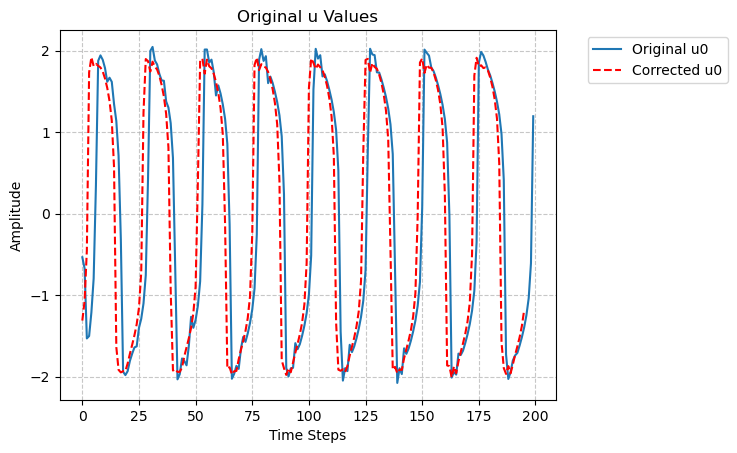 Original u Values
Original u0
Corrected u0
2
1
0
−1
−2
Amplitude
0 25 50 75 100 125 150 175 200
Time Steps